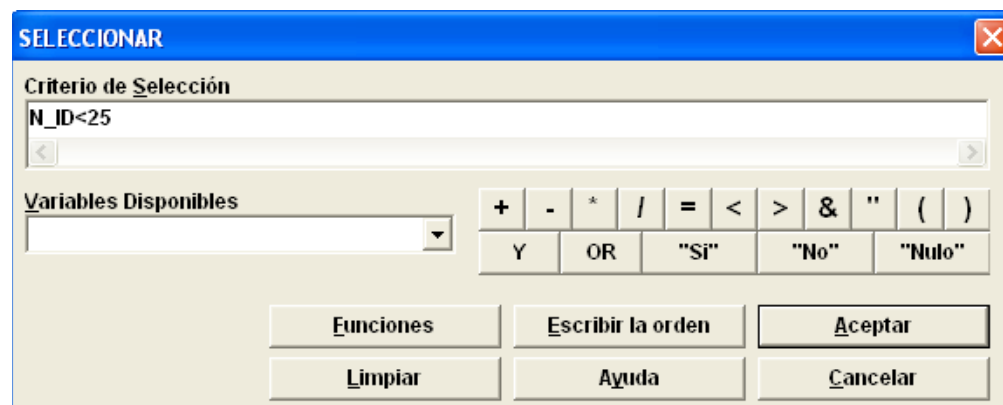 SELECCIONAR
Criterio de Selección
N_ID<25
Variables Disponibles
+ - * / = < > & " ( )
Y OR "Si" "No" "Nulo"
Funciones Escribir la orden Aceptar
Limpiar Ayuda Cancelar